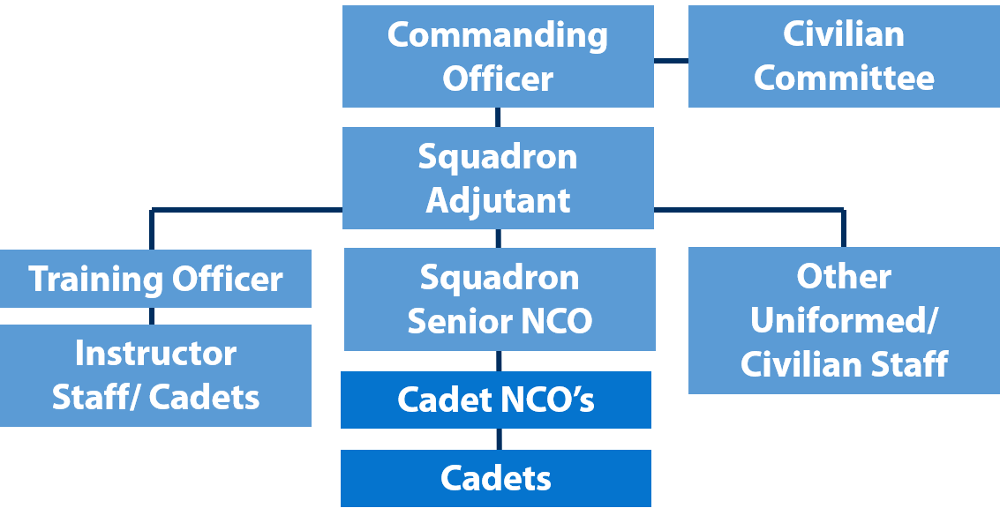 Commanding
Officer
Civilian
Committee
Squadron
Adjutant
Training Officer
Instructor
Staff/ Cadets
Squadron
Senior NCO
Cadet NCO’s
Cadets
Other
Uniformed/
Civilian Staff